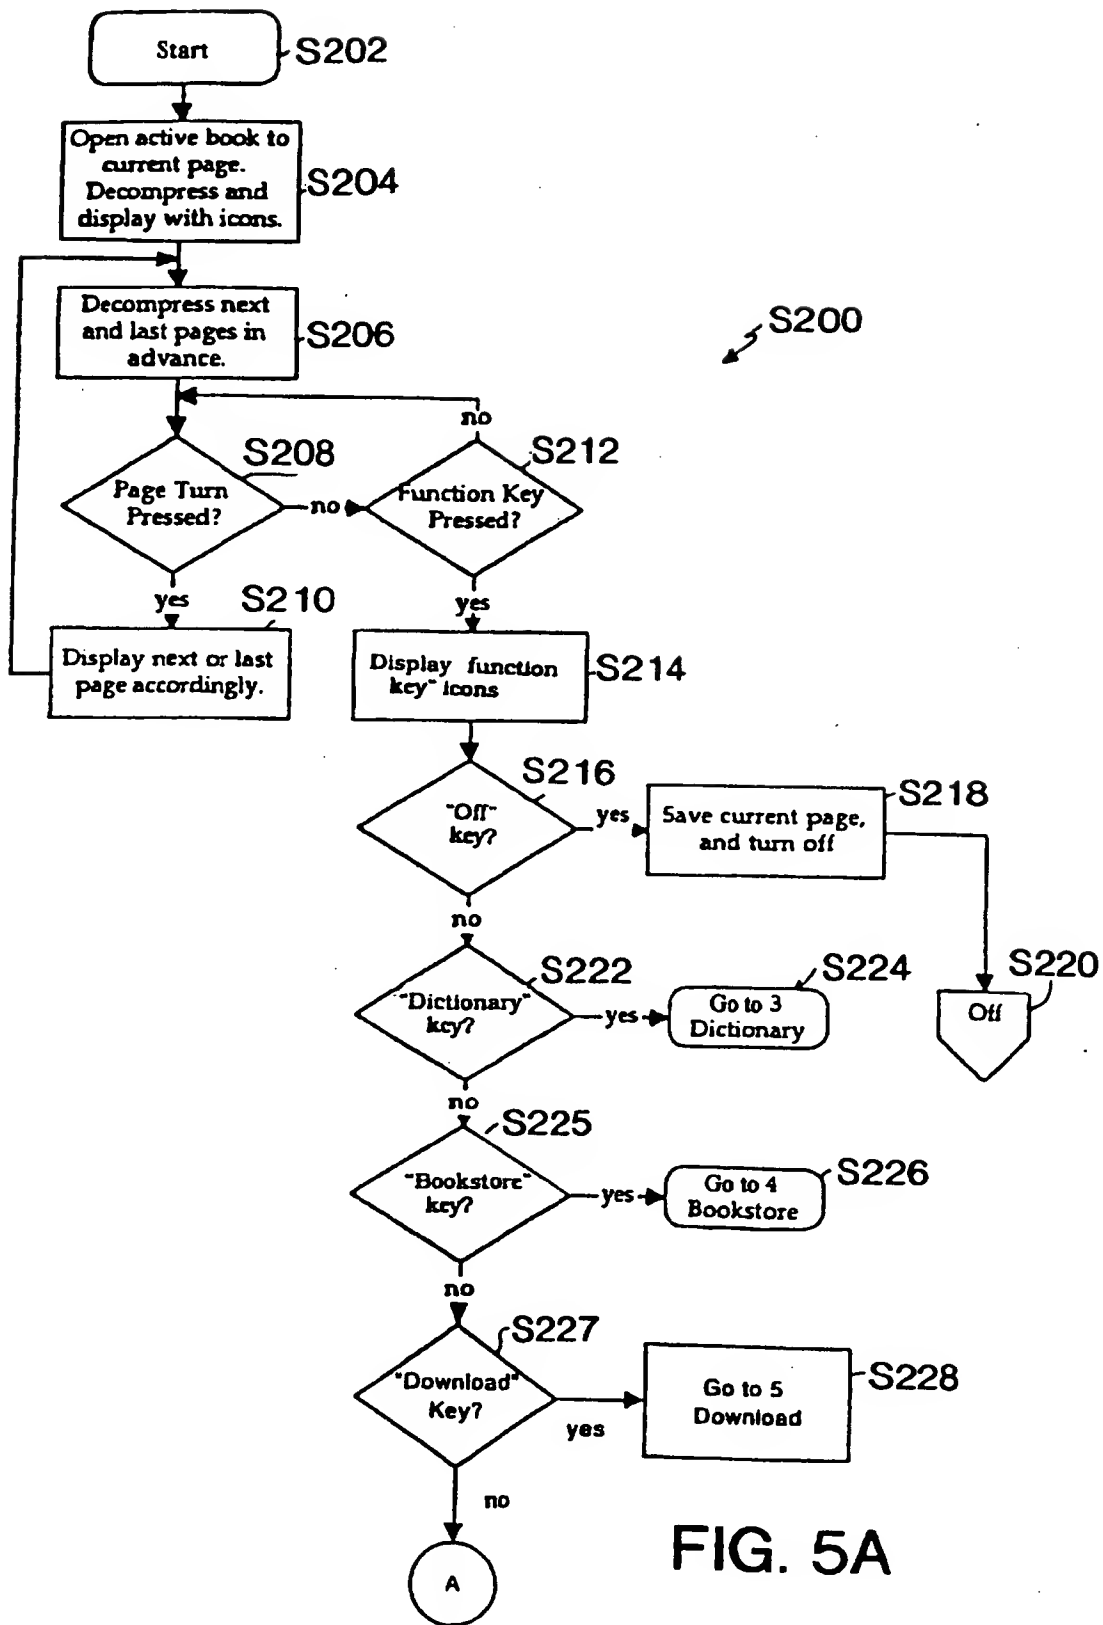 Start
S202
Open active book to
current page.
Decompress and
display with icons.
S204
Decompress next
and last pages in
advance.
S206
S200
no
S208
S212
Page Turn
Pressed?
no
Function Key
Pressed?
yes
S210
yes
Display next or last
page accordingly.
Display function
key" icons
S214
S216
"Off"
key?
yes
Save current page,
and turn off
S218
no
S222
"Dictionary"
key?
yes
Go to 3
Dictionary
S224
S220
Off
no
S225
"Bookstore"
key?
yes
Go to 4
Bookstore
S226
no
S227
"Download"
Key?
yes
Go to 5
Download
S228
no
A
FIG. 5A